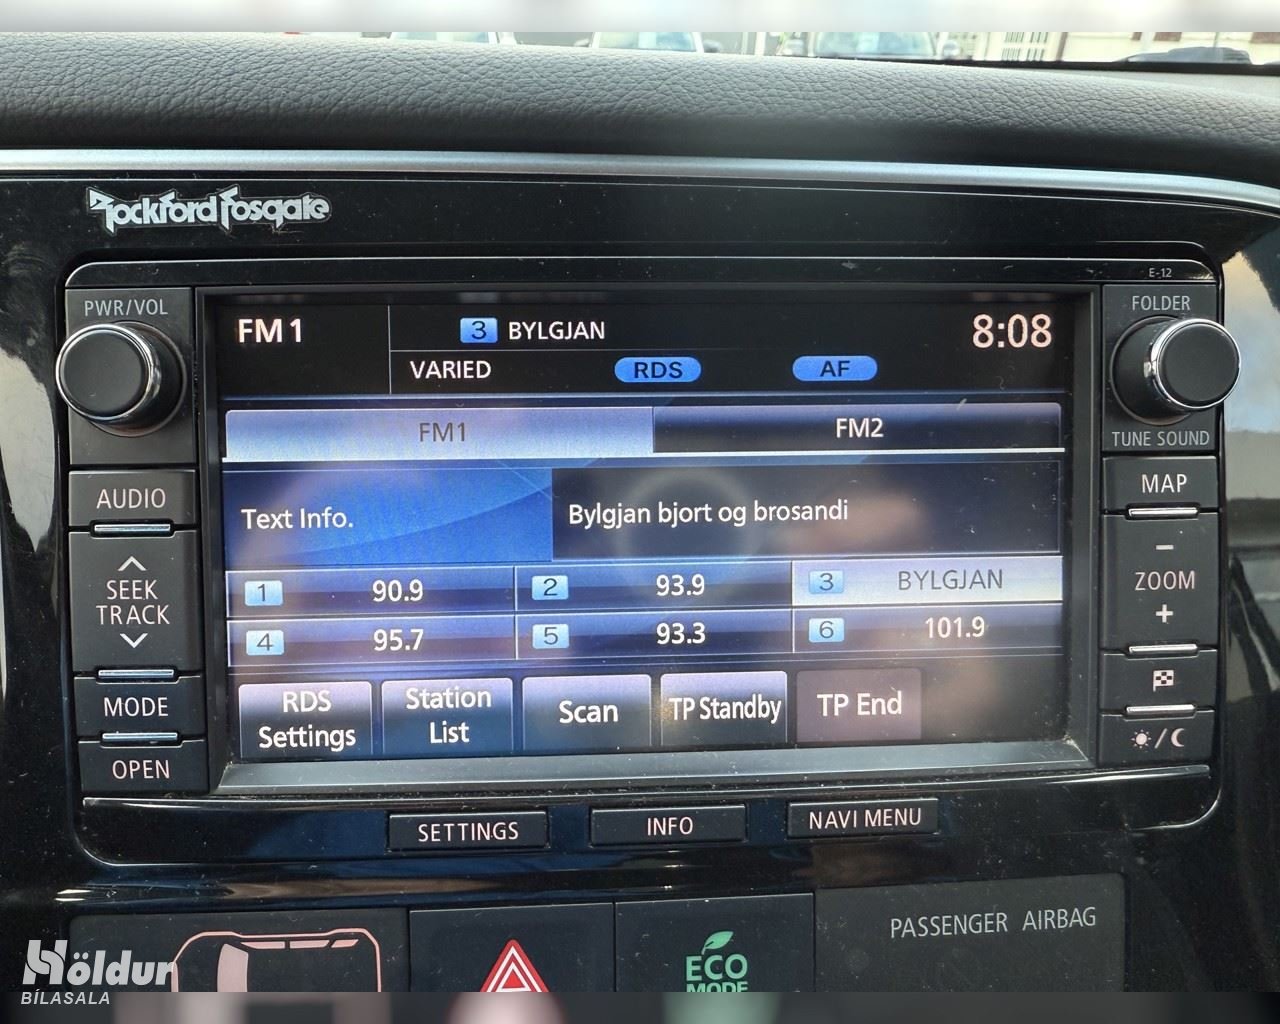 Rockford Fosgate
E-12
PWR/VOL
FOLDER
FM 1
3 BYLGJAN
8:08
VARIED
RDS
AF
TUNE SOUND
FM1
FM2
AUDIO
MAP
Text Info.
Bylgjan bjort og brosandi
SEEK
TRACK
−
ZOOM
+
1 90.9
2 93.9
3 BYLGJAN
4 95.7
5 93.3
6 101.9
MODE
RDS
Settings
Station
List
Scan
TP Standby
TP End
OPEN
SETTINGS
INFO
NAVI MENU
PASSENGER AIRBAG
ECO
MODE
Höldur
BÍLASALA